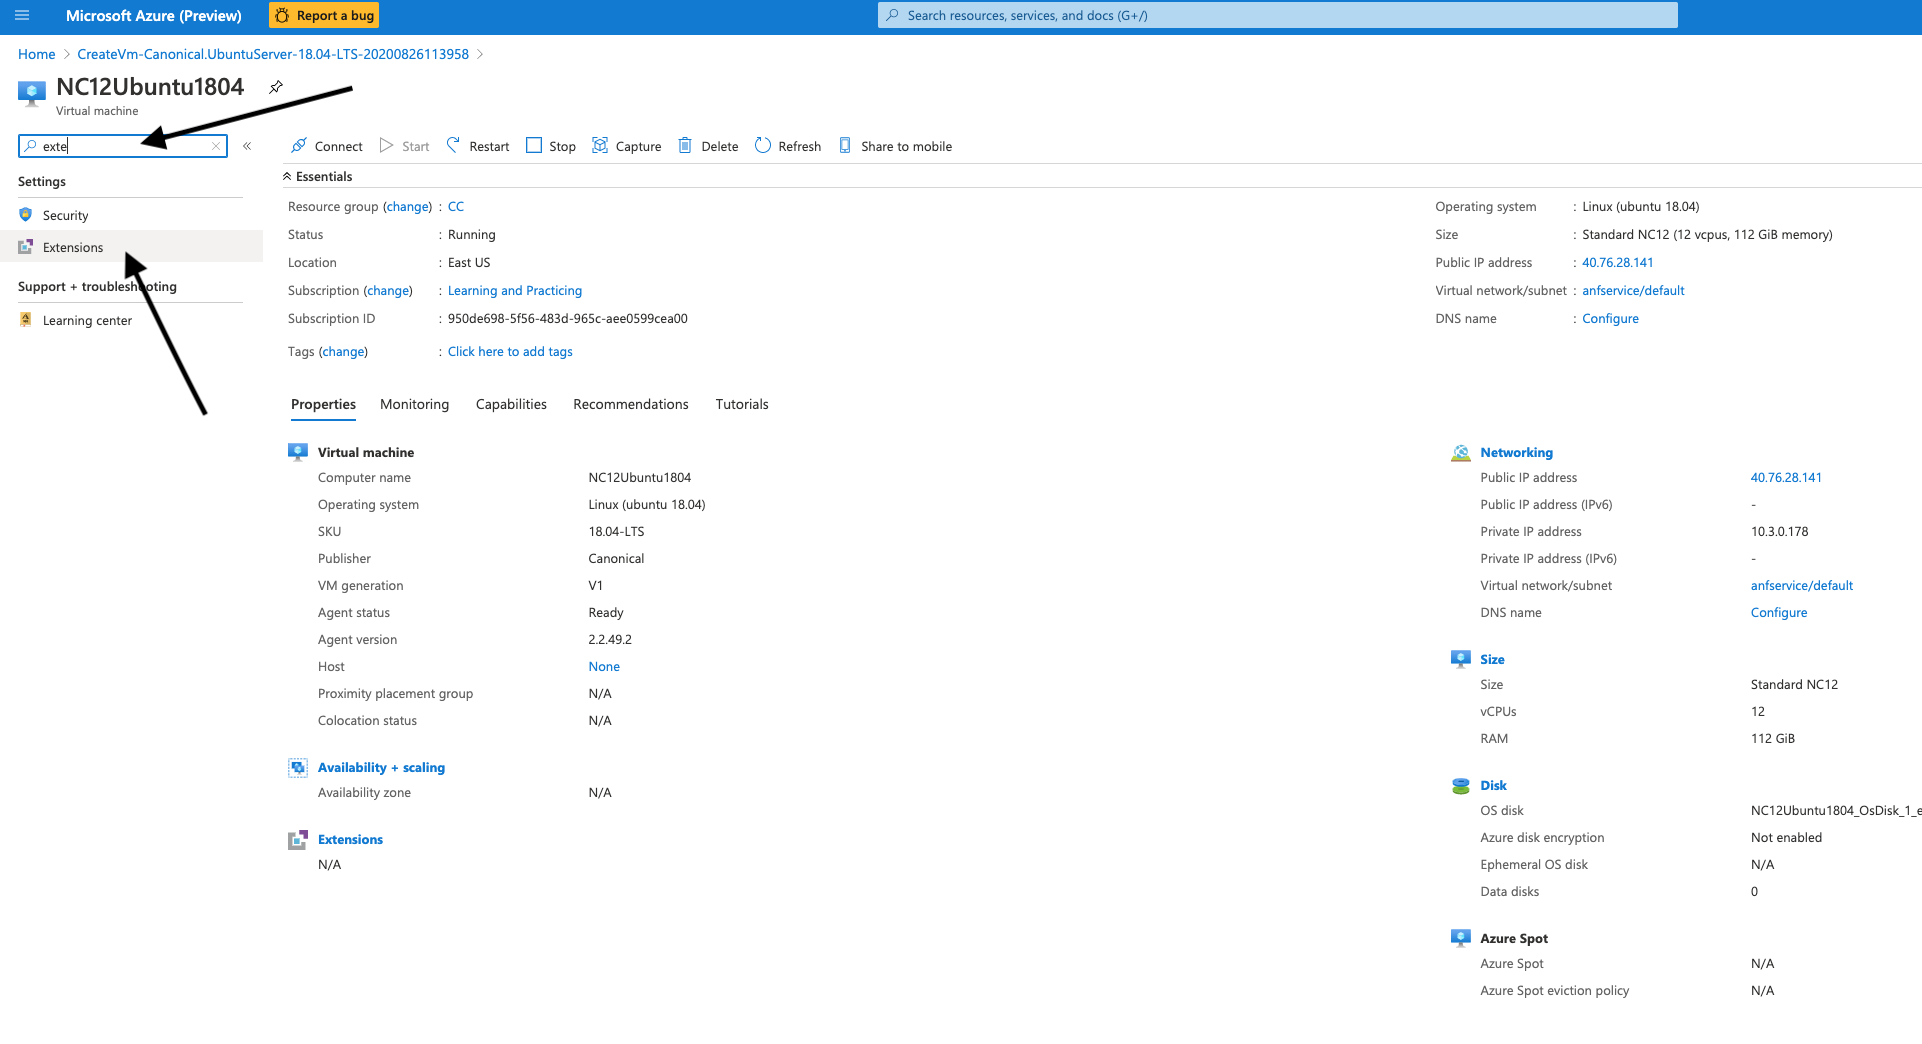 Microsoft Azure (Preview)
Report a bug
Search resources, services, and docs (G+/)
Home
CreateVm-Canonical.UbuntuServer-18.04-LTS-20200826113958
NC12Ubuntu1804
Virtual machine
exte
Connect
Start
Restart
Stop
Capture
Delete
Refresh
Share to mobile
Settings
Security
Extensions
Support + troubleshooting
Learning center
Essentials
Resource group (change) : CC
Status : Running
Location : East US
Subscription (change) : Learning and Practicing
Subscription ID : 950de698-5f56-483d-965c-aee0599cea00
Tags (change) : Click here to add tags
Operating system : Linux (ubuntu 18.04)
Size : Standard NC12 (12 vcpus, 112 GiB memory)
Public IP address : 40.76.28.141
Virtual network/subnet : anfservice/default
DNS name : Configure
Properties
Monitoring
Capabilities
Recommendations
Tutorials
Virtual machine
Computer name NC12Ubuntu1804
Operating system Linux (ubuntu 18.04)
SKU 18.04-LTS
Publisher Canonical
VM generation V1
Agent status Ready
Agent version 2.2.49.2
Host None
Proximity placement group N/A
Colocation status N/A
Availability + scaling
Availability zone N/A
Extensions
N/A
Networking
Public IP address 40.76.28.141
Public IP address (IPv6) -
Private IP address 10.3.0.178
Private IP address (IPv6) -
Virtual network/subnet anfservice/default
DNS name Configure
Size
Size Standard NC12
vCPUs 12
RAM 112 GiB
Disk
OS disk NC12Ubuntu1804_OsDisk_1_e
Azure disk encryption Not enabled
Ephemeral OS disk N/A
Data disks 0
Azure Spot
Azure Spot N/A
Azure Spot eviction policy N/A